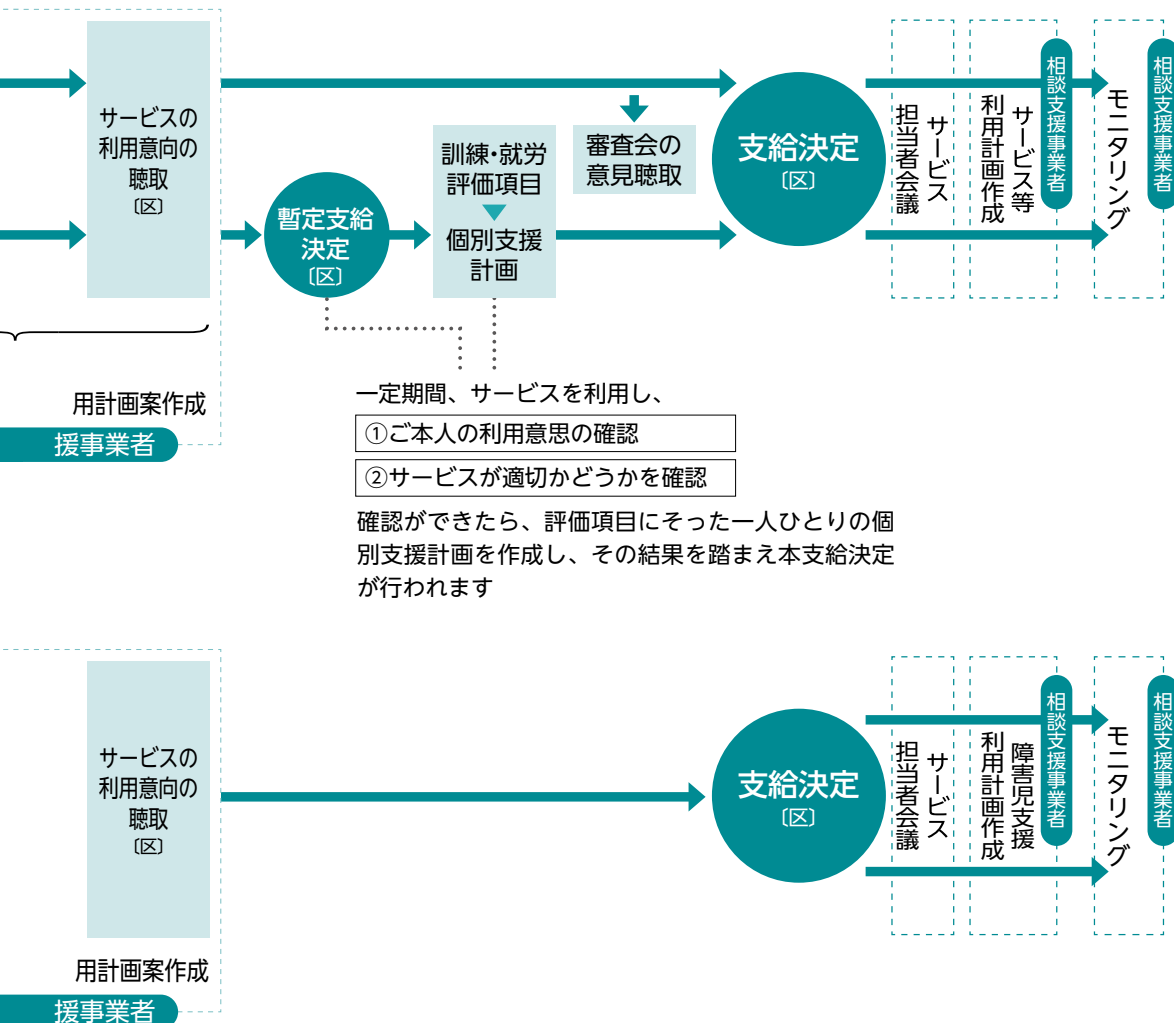 サービスの
利用意向の
聴取
〔区〕
暫定支給
決定
〔区〕
訓練・就労
評価項目
個別支援
計画
審査会の
意見聴取
支給決定
〔区〕
サービス
担当者会議
サービス等
利用計画作成
相談支援事業者
モニタリング
相談支援事業者
用計画案作成
援事業者
一定期間、サービスを利用し、
①ご本人の利用意思の確認
②サービスが適切かどうかを確認
確認ができたら、評価項目にそった一人ひとりの個
別支援計画を作成し、その結果を踏まえ本支給決定
が行われます
サービスの
利用意向の
聴取
〔区〕
支給決定
〔区〕
サービス
担当者会議
障害児支援
利用計画作成
相談支援事業者
モニタリング
相談支援事業者
用計画案作成
援事業者